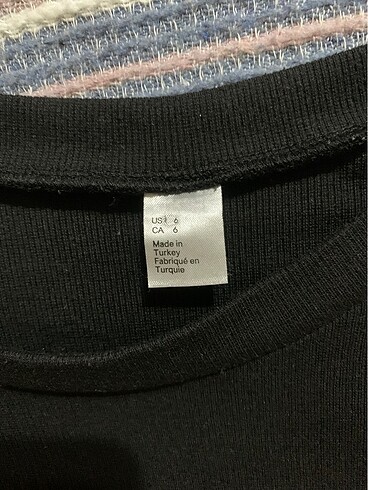 US 6
CA 6
Made in
Turkey
Fabriqué en
Turquie